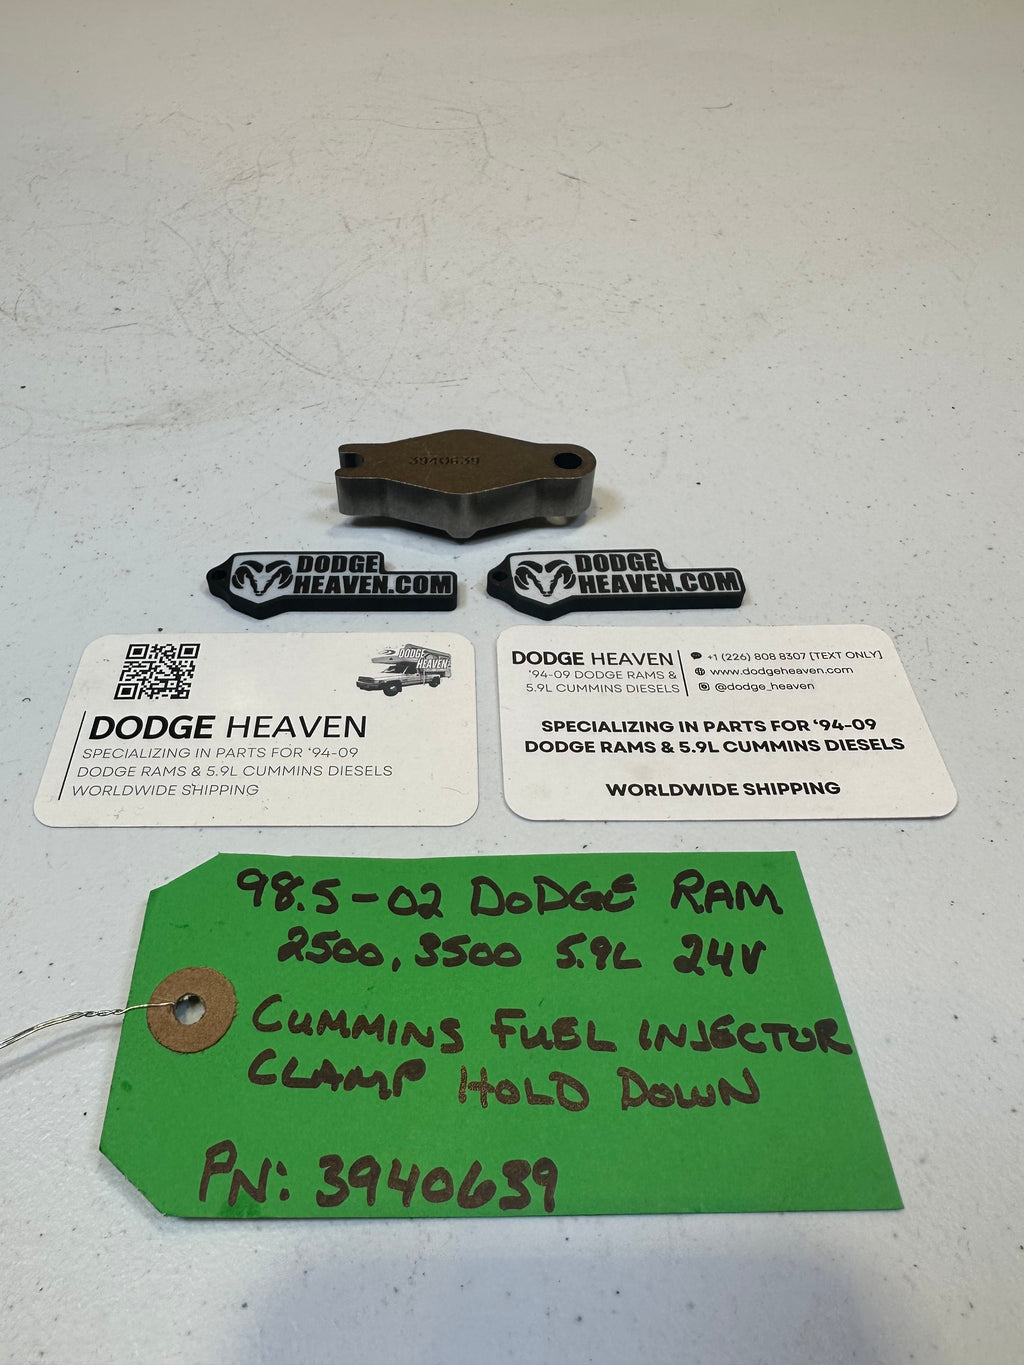 3940639
DODGE
HEAVEN.COM
DODGE
HEAVEN.COM
DODGE
HEAVEN
DODGE HEAVEN
SPECIALIZING IN PARTS FOR '94-09
DODGE RAMS & 5.9L CUMMINS DIESELS
WORLDWIDE SHIPPING
DODGE HEAVEN
'94-09 DODGE RAMS &
5.9L CUMMINS DIESELS
+1 (226) 808 8307 [TEXT ONLY]
www.dodgeheaven.com
@dodge_heaven
SPECIALIZING IN PARTS FOR '94-09
DODGE RAMS & 5.9L CUMMINS DIESELS
WORLDWIDE SHIPPING
98.5-02 DODGE RAM
2500, 3500 5.9L 24V
CUMMINS FUEL INJECTOR
CLAMP HOLD DOWN
PN: 3940639